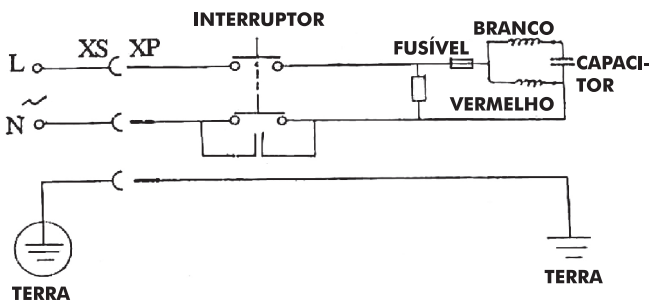 INTERRUPTOR
BRANCO
XS XP
FUSÍVEL
L
CAPACI-
TOR
VERMELHO
N
TERRA
TERRA